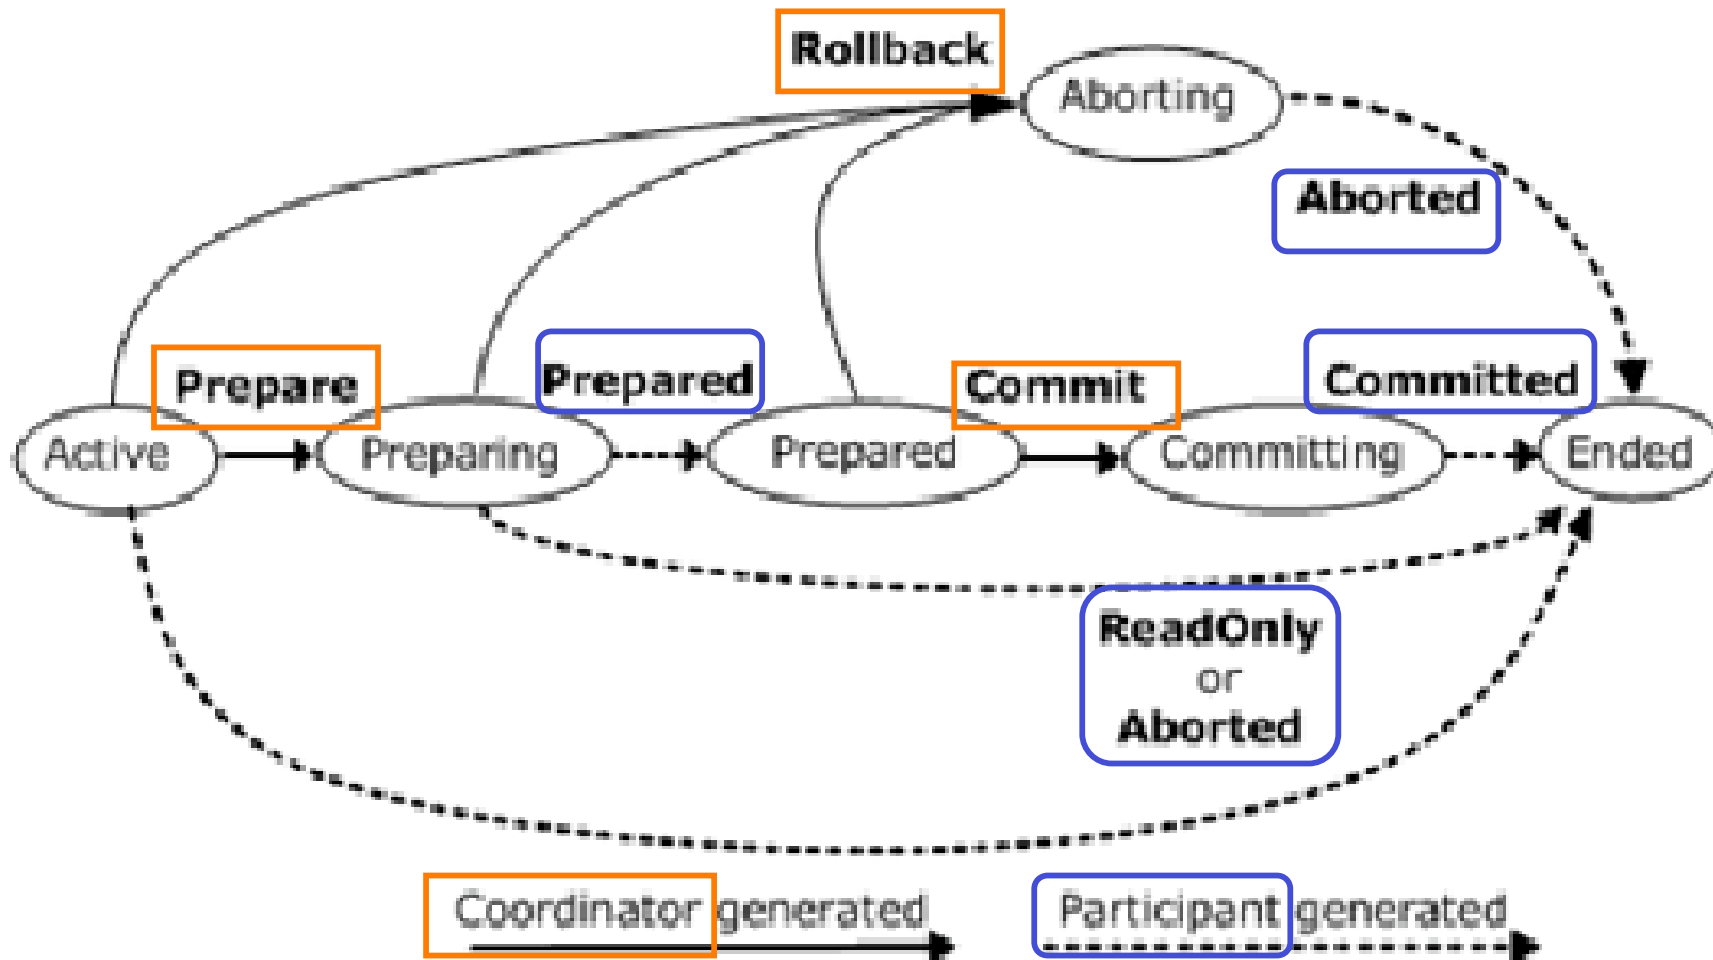 Rollback
Aborting
Aborted
Prepare
Prepared
Commit
Committed
Active
Preparing
Prepared
Committing
Ended
ReadOnly
or
Aborted
Coordinator generated
Participant generated